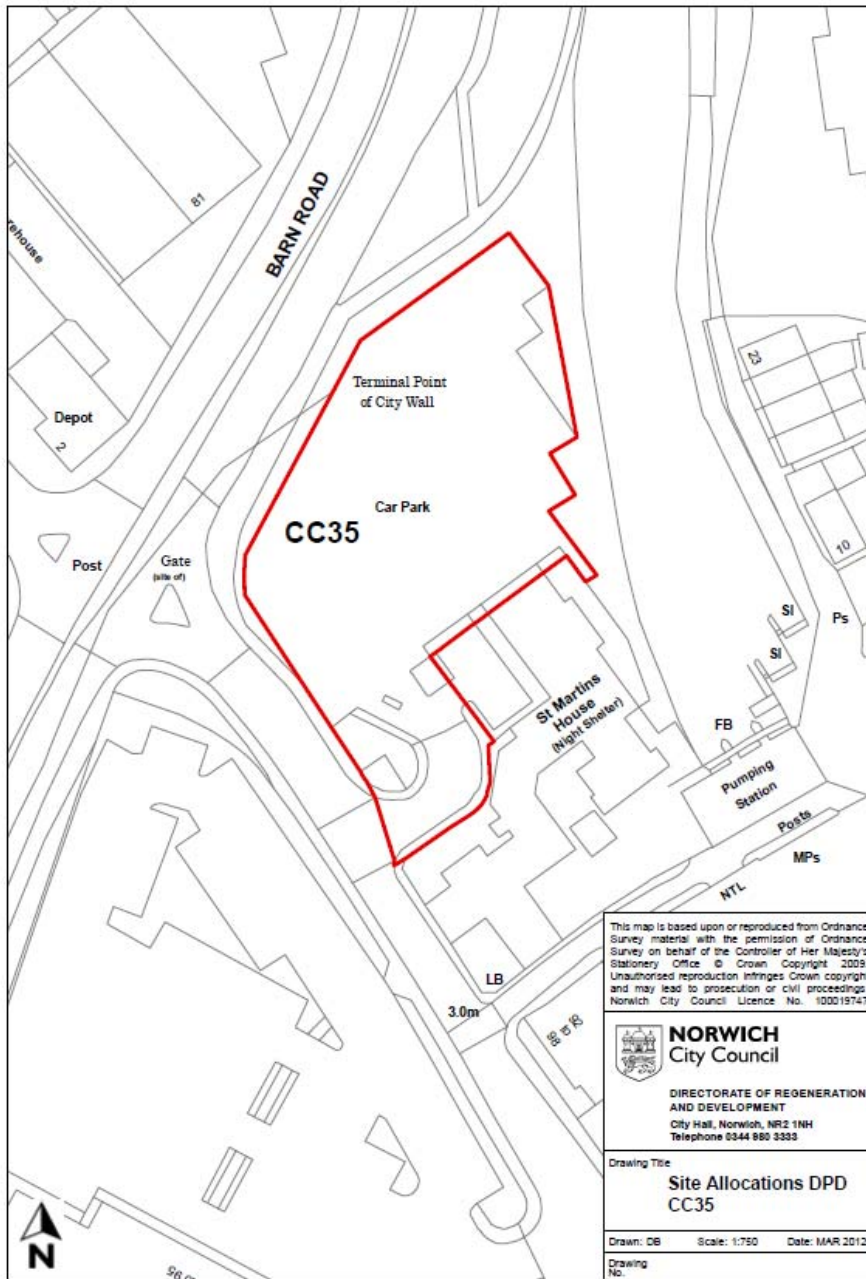 81
BARN ROAD
rehouse
Terminal Point
of City Wall
Depot
2
23
Car Park
CC35
10
Post
Gate
(site of)
SI
Ps
SI
St Martins
House
(Night Shelter)
FB
Pumping
Station
Posts
MPs
NTL
LB
3.0m
This map is based upon or reproduced from Ordnance
Survey material with the permission of Ordnance
Survey on behalf of the Controller of Her Majesty's
Stationery Office © Crown Copyright 2009.
Unauthorised reproduction infringes Crown copyright
and may lead to prosecution or civil proceedings.
Norwich City Council Licence No. 100019747
NORWICH
City Council
DIRECTORATE OF REGENERATION
AND DEVELOPMENT
City Hall, Norwich, NR2 1NH
Telephone 0344 980 3333
Drawing Title
Site Allocations DPD
CC35
Drawn: DB Scale: 1:750 Date: MAR 2012
Drawing
No.
N
95